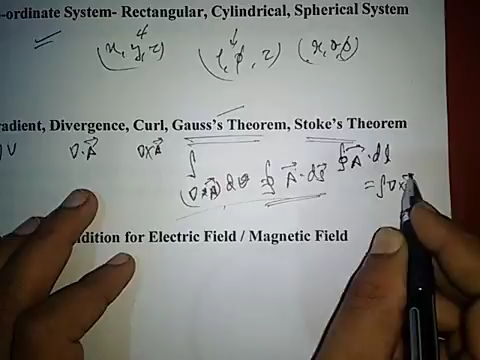 -ordinate System- Rectangular, Cylindrical, Spherical System
(x, y, z) (ρ, φ, z) (r, θ, φ)
radient, Divergence, Curl, Gauss's Theorem, Stoke's Theorem
∇V ∇·A⃗ ∇×A⃗ ∫ (∇×A⃗) dv = ∮ A⃗·ds⃗ ∮A⃗·dl
= ∫∇×A⃗
ndition for Electric Field / Magnetic Field